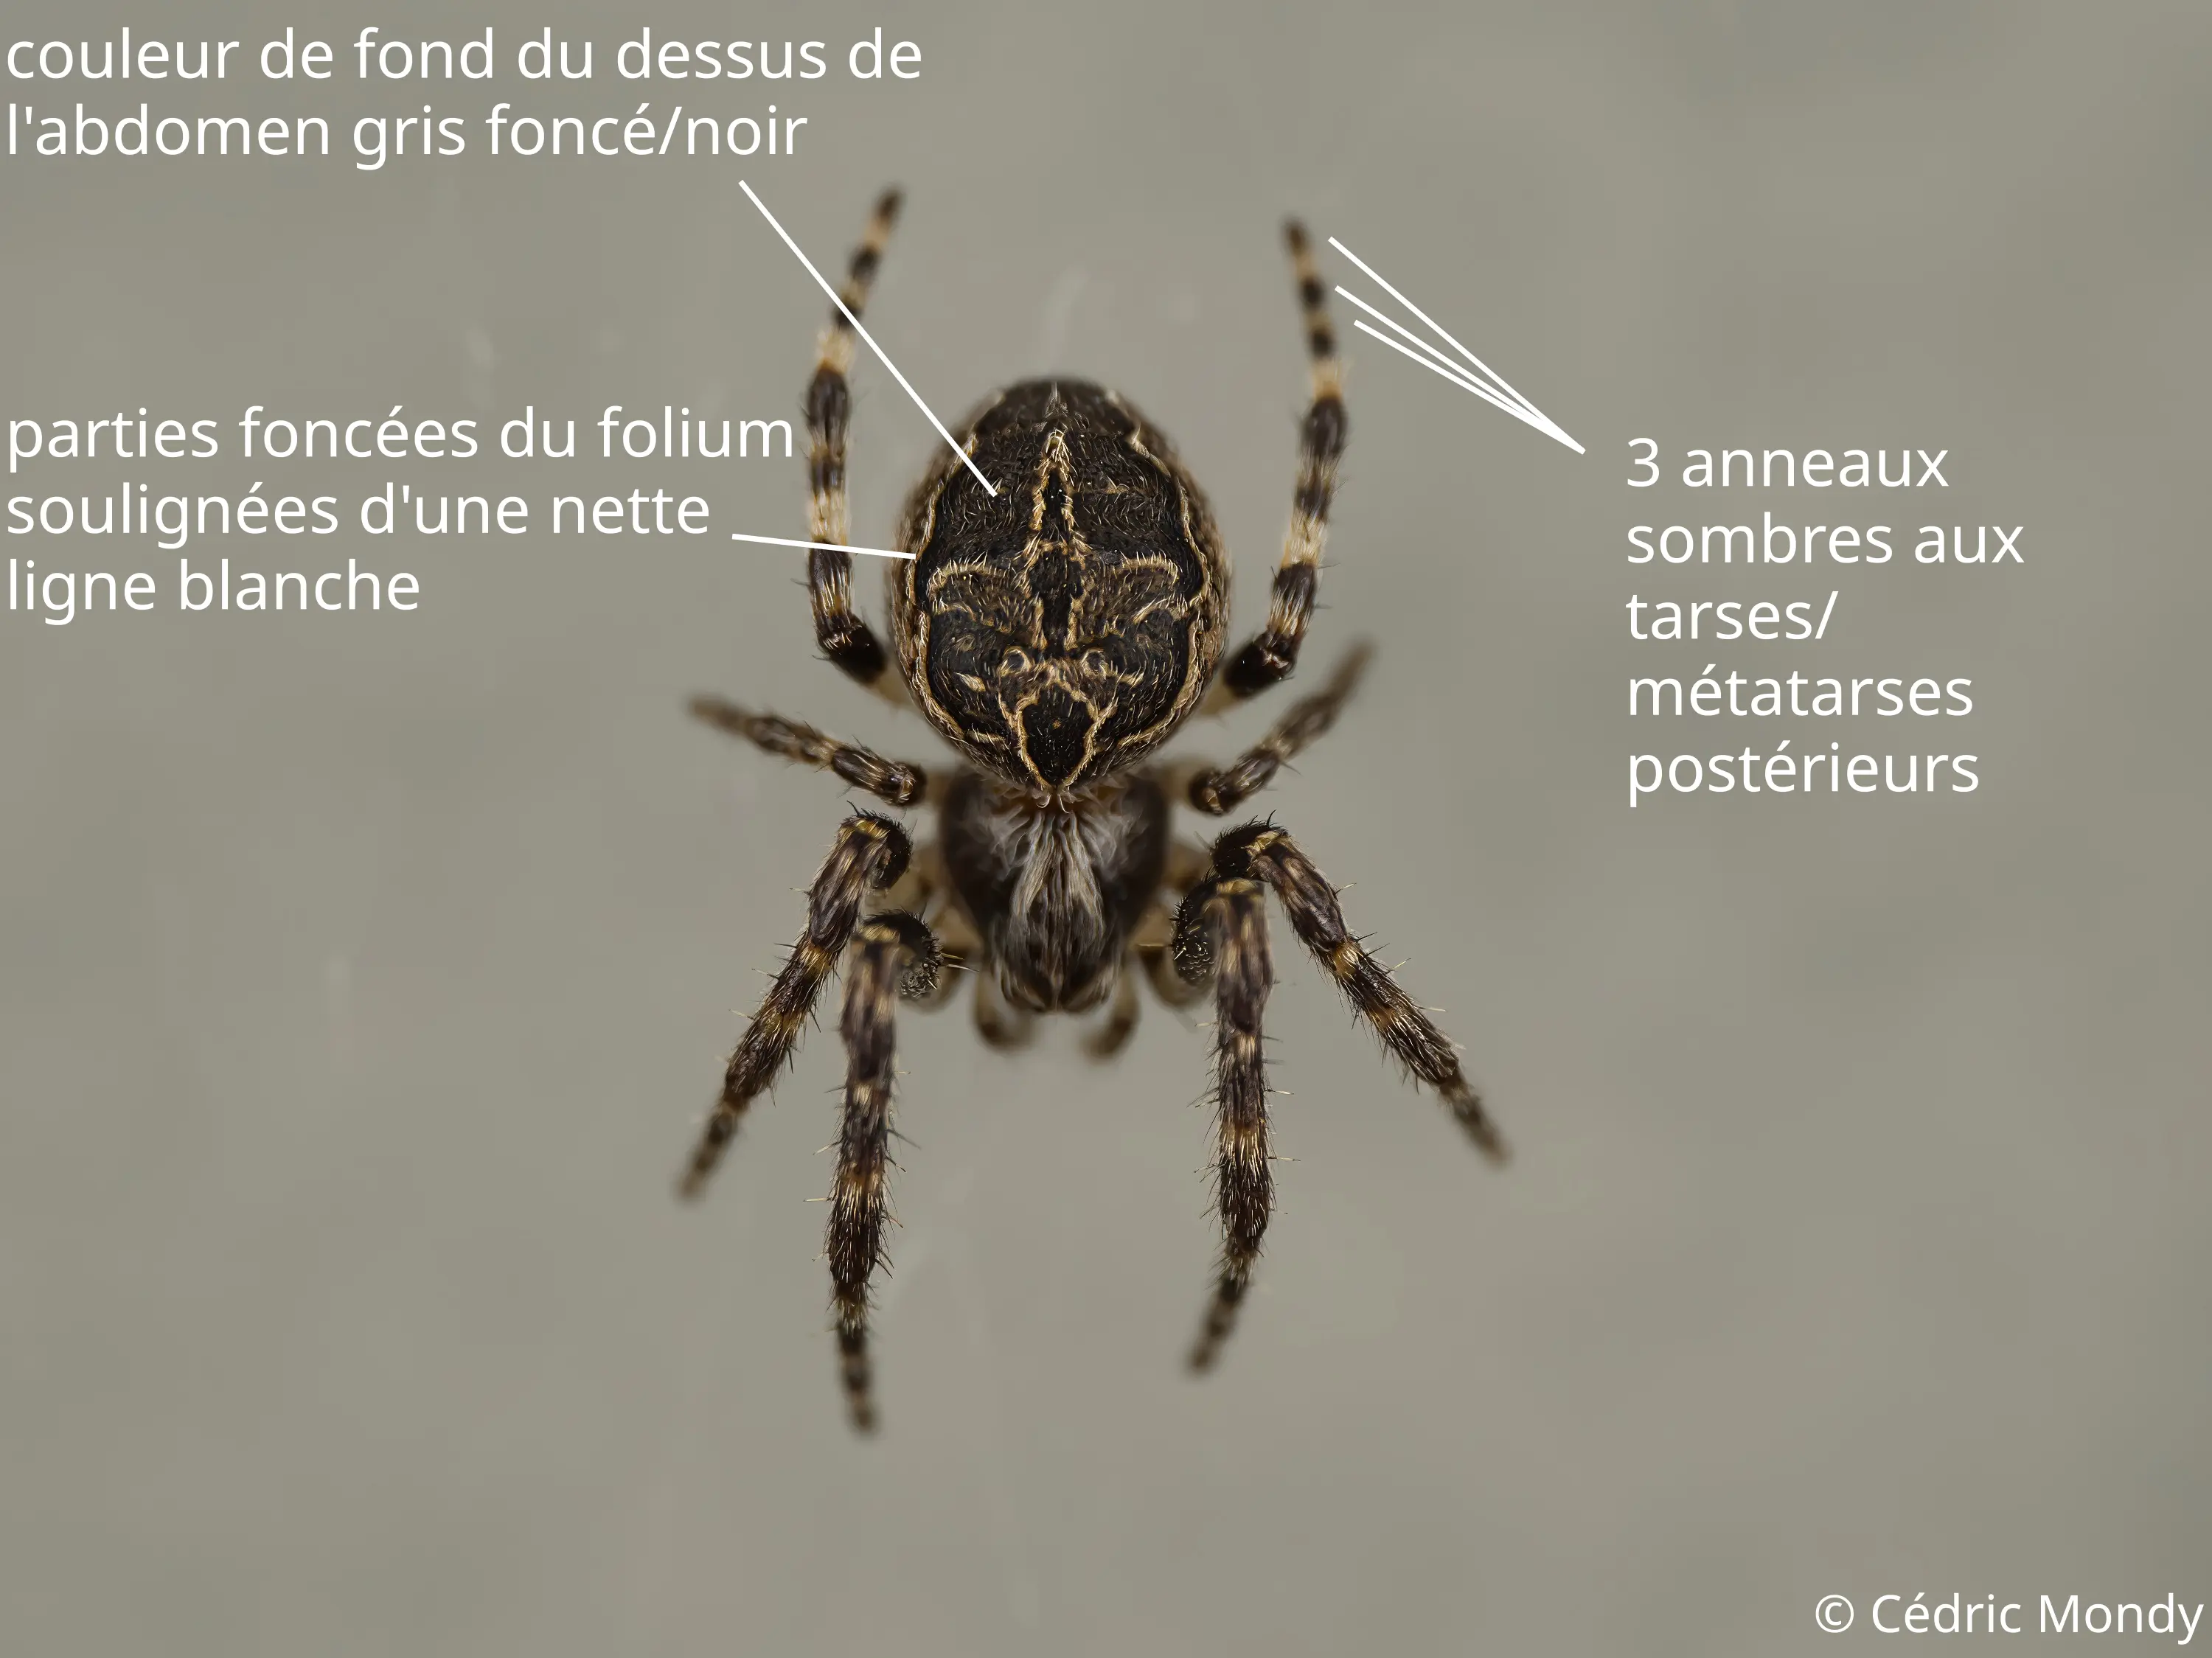 couleur de fond du dessus de
l'abdomen gris foncé/noir
parties foncées du folium
soulignées d'une nette
ligne blanche
3 anneaux
sombres aux
tarses/
métatarses
postérieurs
© Cédric Mondy